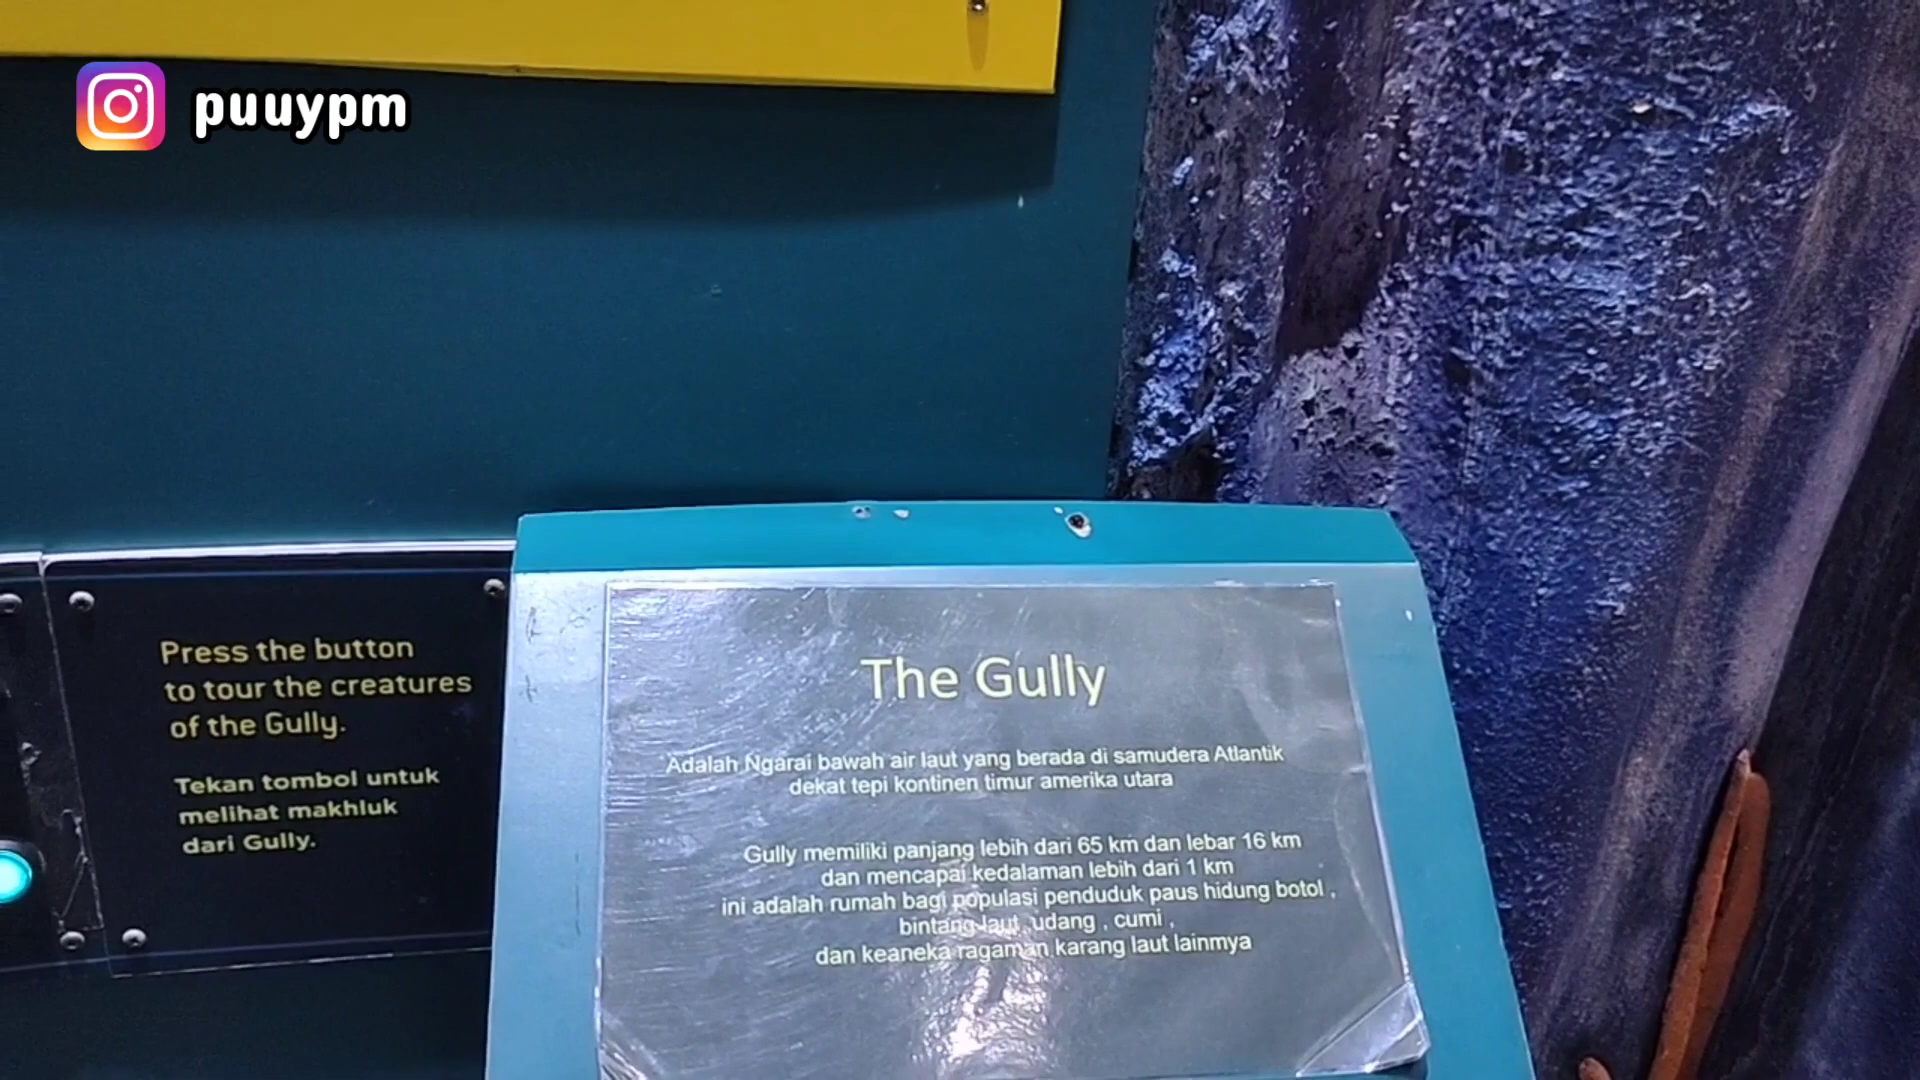 puuypm
Press the button
to tour the creatures
of the Gully.
Tekan tombol untuk
melihat makhluk
dari Gully.
The Gully
Adalah Ngarai bawah air laut yang berada di samudera Atlantik
dekat tepi kontinen timur amerika utara
Gully memiliki panjang lebih dari 65 km dan lebar 16 km
dan mencapai kedalaman lebih dari 1 km
ini adalah rumah bagi populasi penduduk paus hidung botol ,
bintang laut , udang , cumi ,
dan keaneka ragaman karang laut lainmya